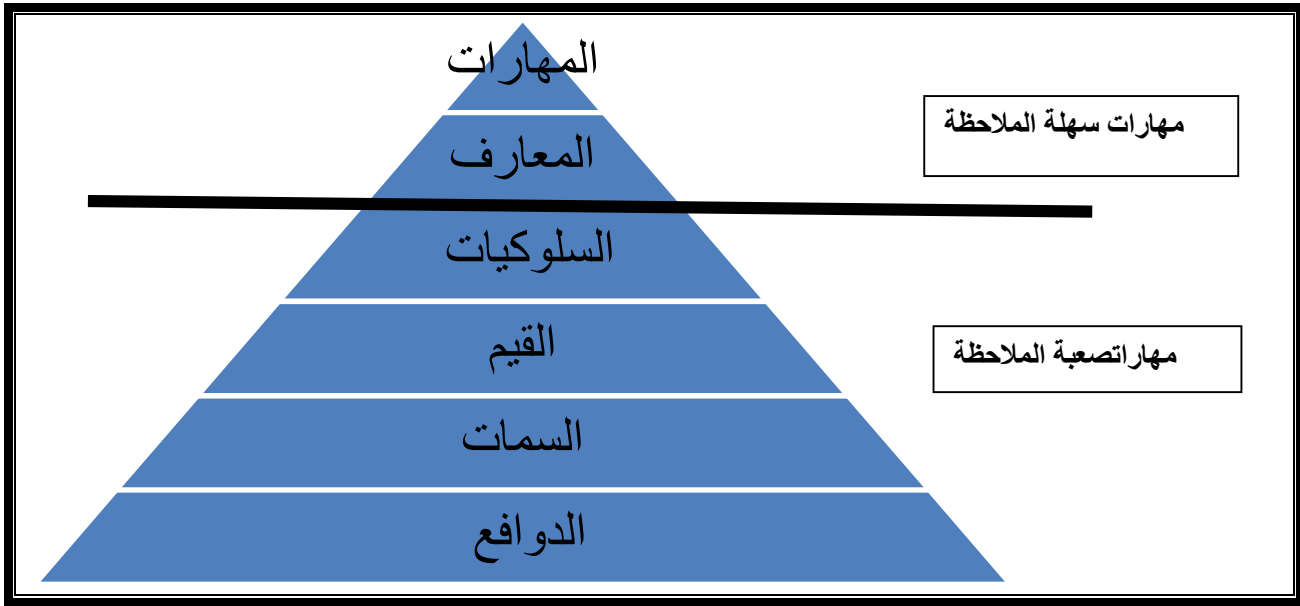 المهارات
مهارات سهلة الملاحظة
المعارف
السلوكيات
القيم
مهاراتصعبة الملاحظة
السمات
الدوافع